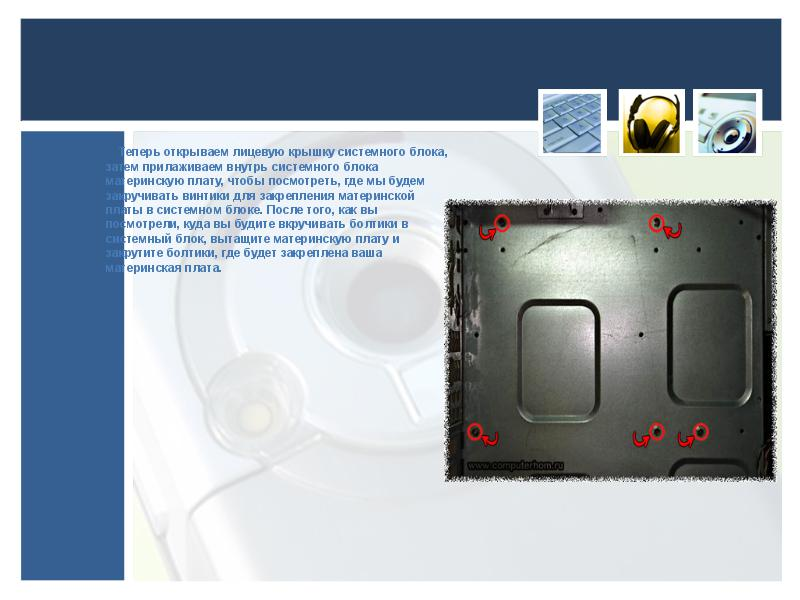 Теперь открываем лицевую крышку системного блока,
затем прилаживаем внутрь системного блока
материнскую плату, чтобы посмотреть, где мы будем
закручивать винтики для закрепления материнской
платы в системном блоке. После того, как вы
посмотрели, куда вы будите вкручивать болтики в
системный блок, вытащите материнскую плату и
закрутите болтики, где будет закреплена ваша
материнская плата.
www.computerhom.ru